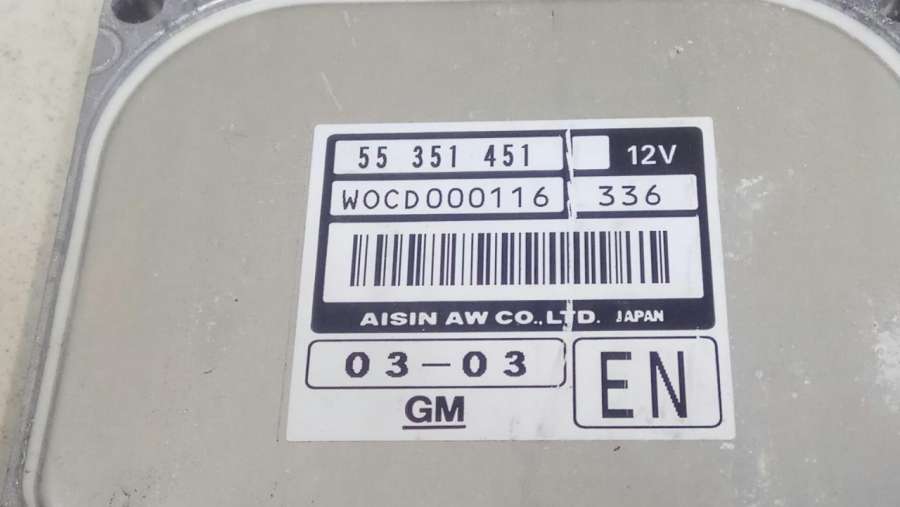 55 351 451 12V
WOCD000116 336
AISIN AW CO.,LTD. JAPAN
03-03
EN
GM